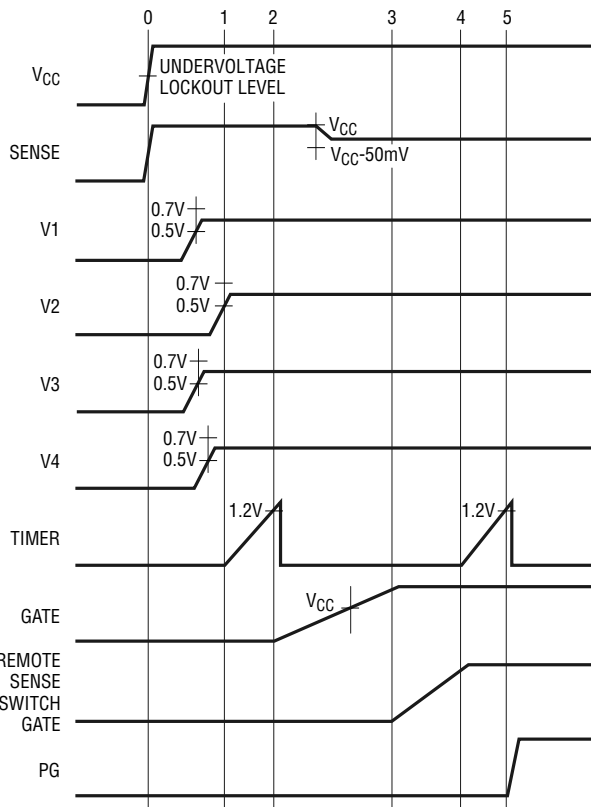 0 1 2 3 4 5
VCC
UNDERVOLTAGE
LOCKOUT LEVEL
SENSE
VCC
VCC-50mV
V1
0.7V
0.5V
V2
0.7V
0.5V
V3
0.7V
0.5V
V4
0.7V
0.5V
TIMER
1.2V
1.2V
GATE
VCC
REMOTE
SENSE
SWITCH
GATE
PG